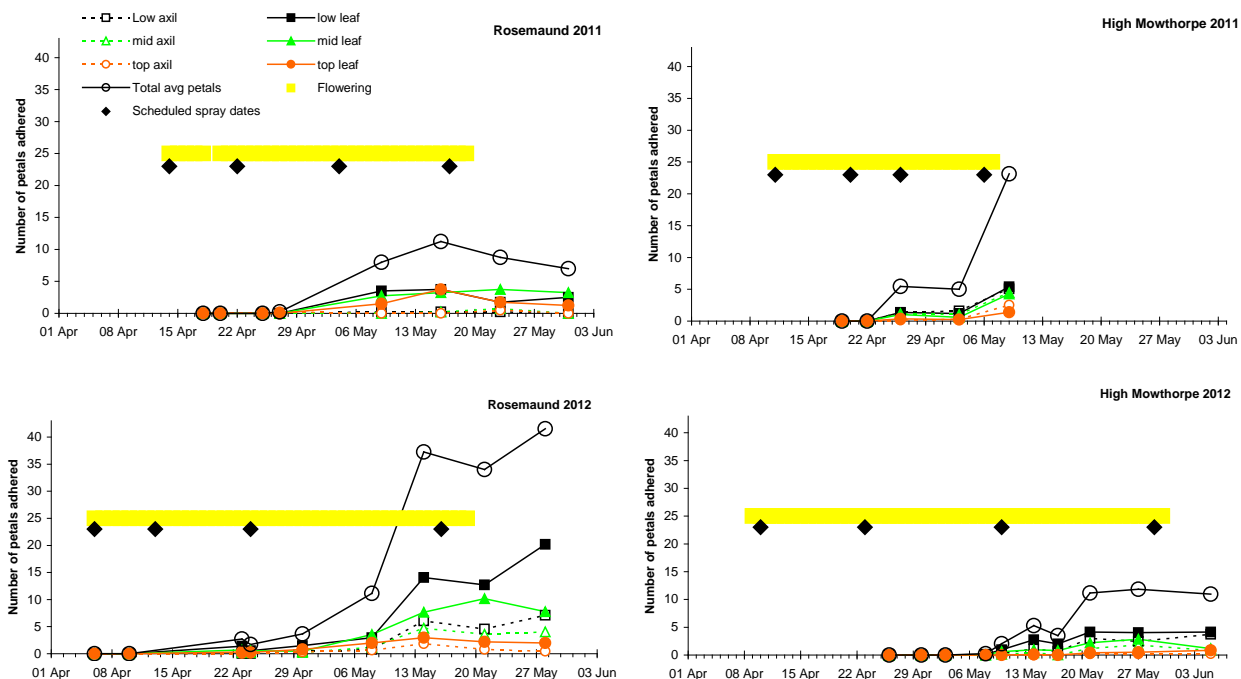 Low axil low leaf
mid axil mid leaf
top axil top leaf
Total avg petals Flowering
Scheduled spray dates
Rosemaund 2011
Number of petals adhered
40
35
30
25
20
15
10
5
0
01 Apr 08 Apr 15 Apr 22 Apr 29 Apr 06 May 13 May 20 May 27 May 03 Jun
High Mowthorpe 2011
Number of petals adhered
40
35
30
25
20
15
10
5
0
01 Apr 08 Apr 15 Apr 22 Apr 29 Apr 06 May 13 May 20 May 27 May 03 Jun
Rosemaund 2012
Number of petals adhered
40
35
30
25
20
15
10
5
0
01 Apr 08 Apr 15 Apr 22 Apr 29 Apr 06 May 13 May 20 May 27 May 03 Jun
High Mowthorpe 2012
Number of petals adhered
40
35
30
25
20
15
10
5
0
01 Apr 08 Apr 15 Apr 22 Apr 29 Apr 06 May 13 May 20 May 27 May 03 Jun